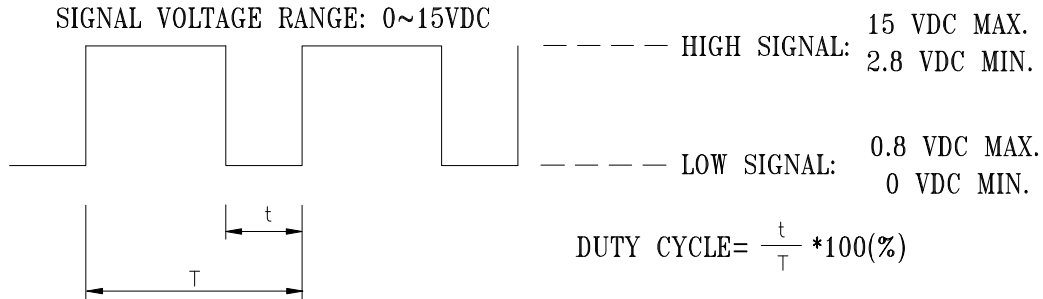 SIGNAL VOLTAGE RANGE: 0~15VDC
HIGH SIGNAL: 15 VDC MAX.
2.8 VDC MIN.
LOW SIGNAL: 0.8 VDC MAX.
0 VDC MIN.
t
T
DUTY CYCLE= t/T *100(%)